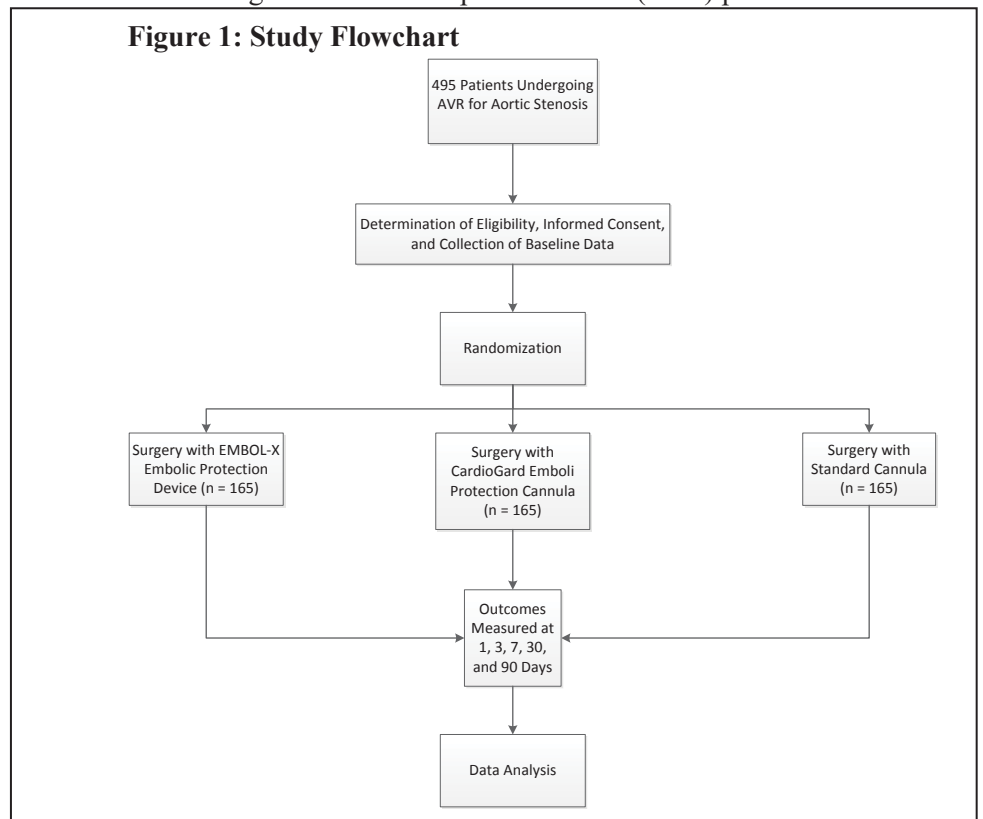 Figure 1: Study Flowchart
495 Patients Undergoing
AVR for Aortic Stenosis
Determination of Eligibility, Informed Consent,
and Collection of Baseline Data
Randomization
Surgery with EMBOL-X
Embolic Protection
Device (n = 165)
Surgery with
CardioGard Emboli
Protection Cannula
(n = 165)
Surgery with
Standard Cannula
(n = 165)
Outcomes
Measured at
1, 3, 7, 30,
and 90 Days
Data Analysis